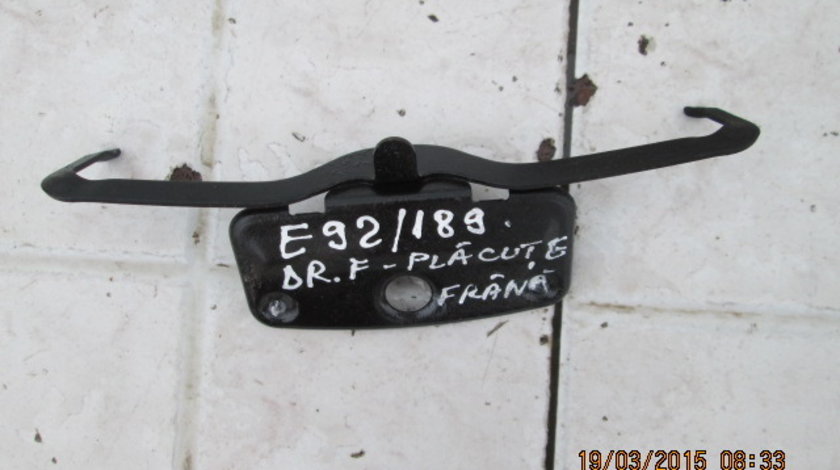 E92/189.
DR. F - PLĂCUȚE
FRÂNĂ
19/03/2015 08:33